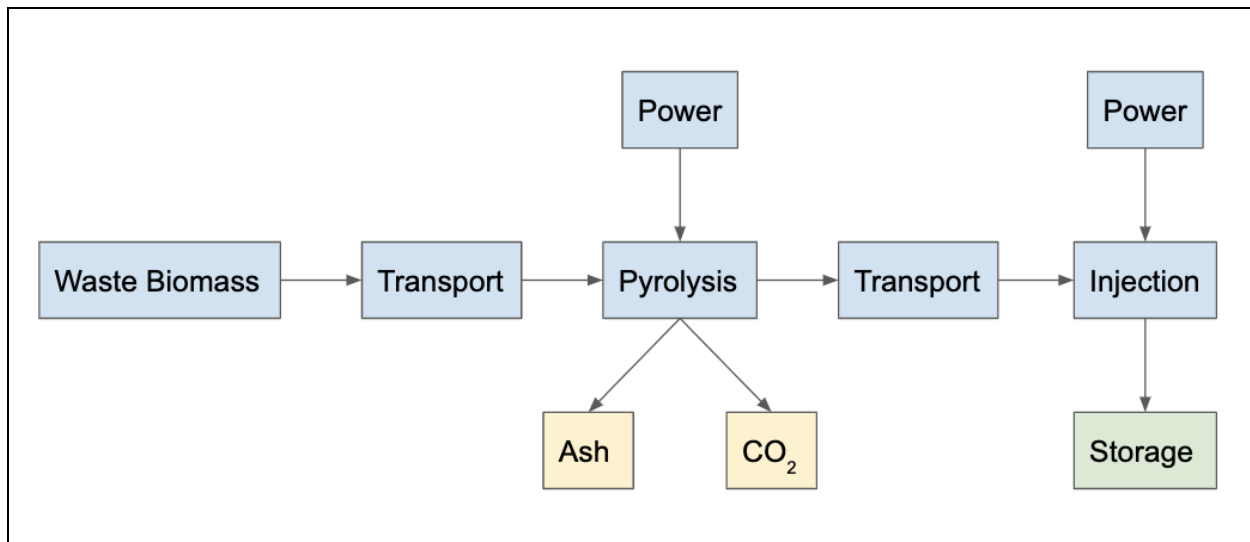 Power
Power
Waste Biomass
Transport
Pyrolysis
Transport
Injection
Ash
CO₂
Storage